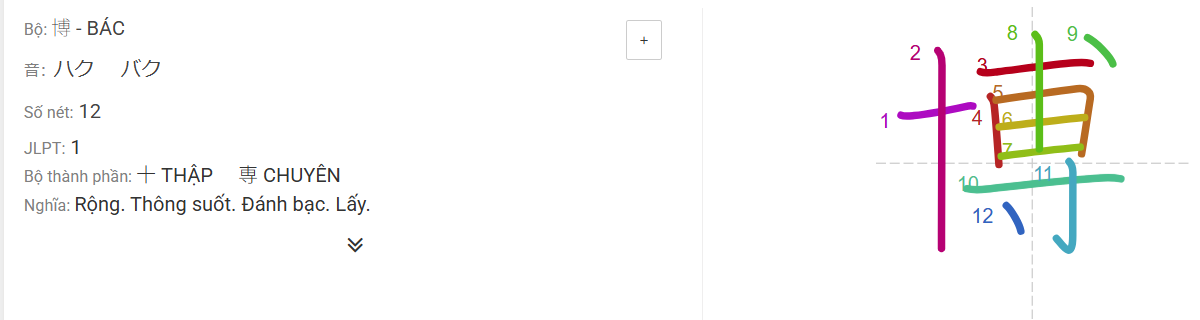 Bộ: 博 - BÁC
+
音: ハク バク
Số nét: 12
JLPT: 1
Bộ thành phần: 十 THẬP 専 CHUYÊN
Nghĩa: Rộng. Thông suốt. Đánh bạc. Lấy.
博
1
2
3
4
5
6
7
8
9
10
11
12